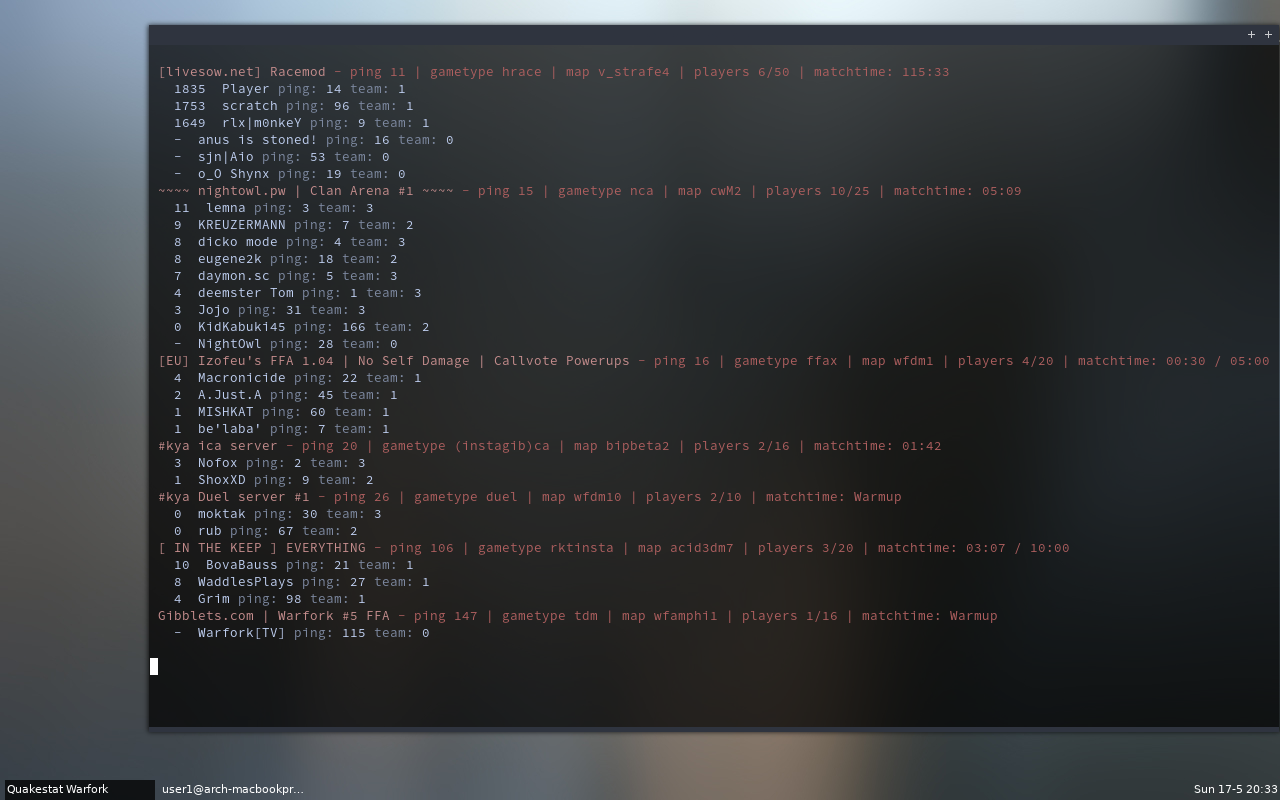 + +
[livesow.net] Racemod - ping 11 | gametype hrace | map v_strafe4 | players 6/50 | matchtime: 115:33
1835 Player ping: 14 team: 1
1753 scratch ping: 96 team: 1
1649 rlx|m0nkeY ping: 9 team: 1
- anus is stoned! ping: 16 team: 0
- sjn|Aio ping: 53 team: 0
- o_O Shynx ping: 19 team: 0
~~~~ nightowl.pw | Clan Arena #1 ~~~~ - ping 15 | gametype nca | map cwM2 | players 10/25 | matchtime: 05:09
11 lemna ping: 3 team: 3
9 KREUZERMANN ping: 7 team: 2
8 dicko mode ping: 4 team: 3
8 eugene2k ping: 18 team: 2
7 daymon.sc ping: 5 team: 3
4 deemster Tom ping: 1 team: 3
3 Jojo ping: 31 team: 3
0 KidKabuki45 ping: 166 team: 2
- NightOwl ping: 28 team: 0
[EU] Izofeu's FFA 1.04 | No Self Damage | Callvote Powerups - ping 16 | gametype ffax | map wfdm1 | players 4/20 | matchtime: 00:30 / 05:00
4 Macronicide ping: 22 team: 1
2 A.Just.A ping: 45 team: 1
1 MISHKAT ping: 60 team: 1
1 be'laba' ping: 7 team: 1
#kya ica server - ping 20 | gametype (instagib)ca | map bipbeta2 | players 2/16 | matchtime: 01:42
3 Nofox ping: 2 team: 3
1 ShoxXD ping: 9 team: 2
#kya Duel server #1 - ping 26 | gametype duel | map wfdm10 | players 2/10 | matchtime: Warmup
0 moktak ping: 30 team: 3
0 rub ping: 67 team: 2
[ IN THE KEEP ] EVERYTHING - ping 106 | gametype rktinsta | map acid3dm7 | players 3/20 | matchtime: 03:07 / 10:00
10 BovaBauss ping: 21 team: 1
8 WaddlesPlays ping: 27 team: 1
4 Grim ping: 98 team: 1
Gibblets.com | Warfork #5 FFA - ping 147 | gametype tdm | map wfamphi1 | players 1/16 | matchtime: Warmup
- Warfork[TV] ping: 115 team: 0
Quakestat Warfork user1@arch-macbookpr... Sun 17-5 20:33